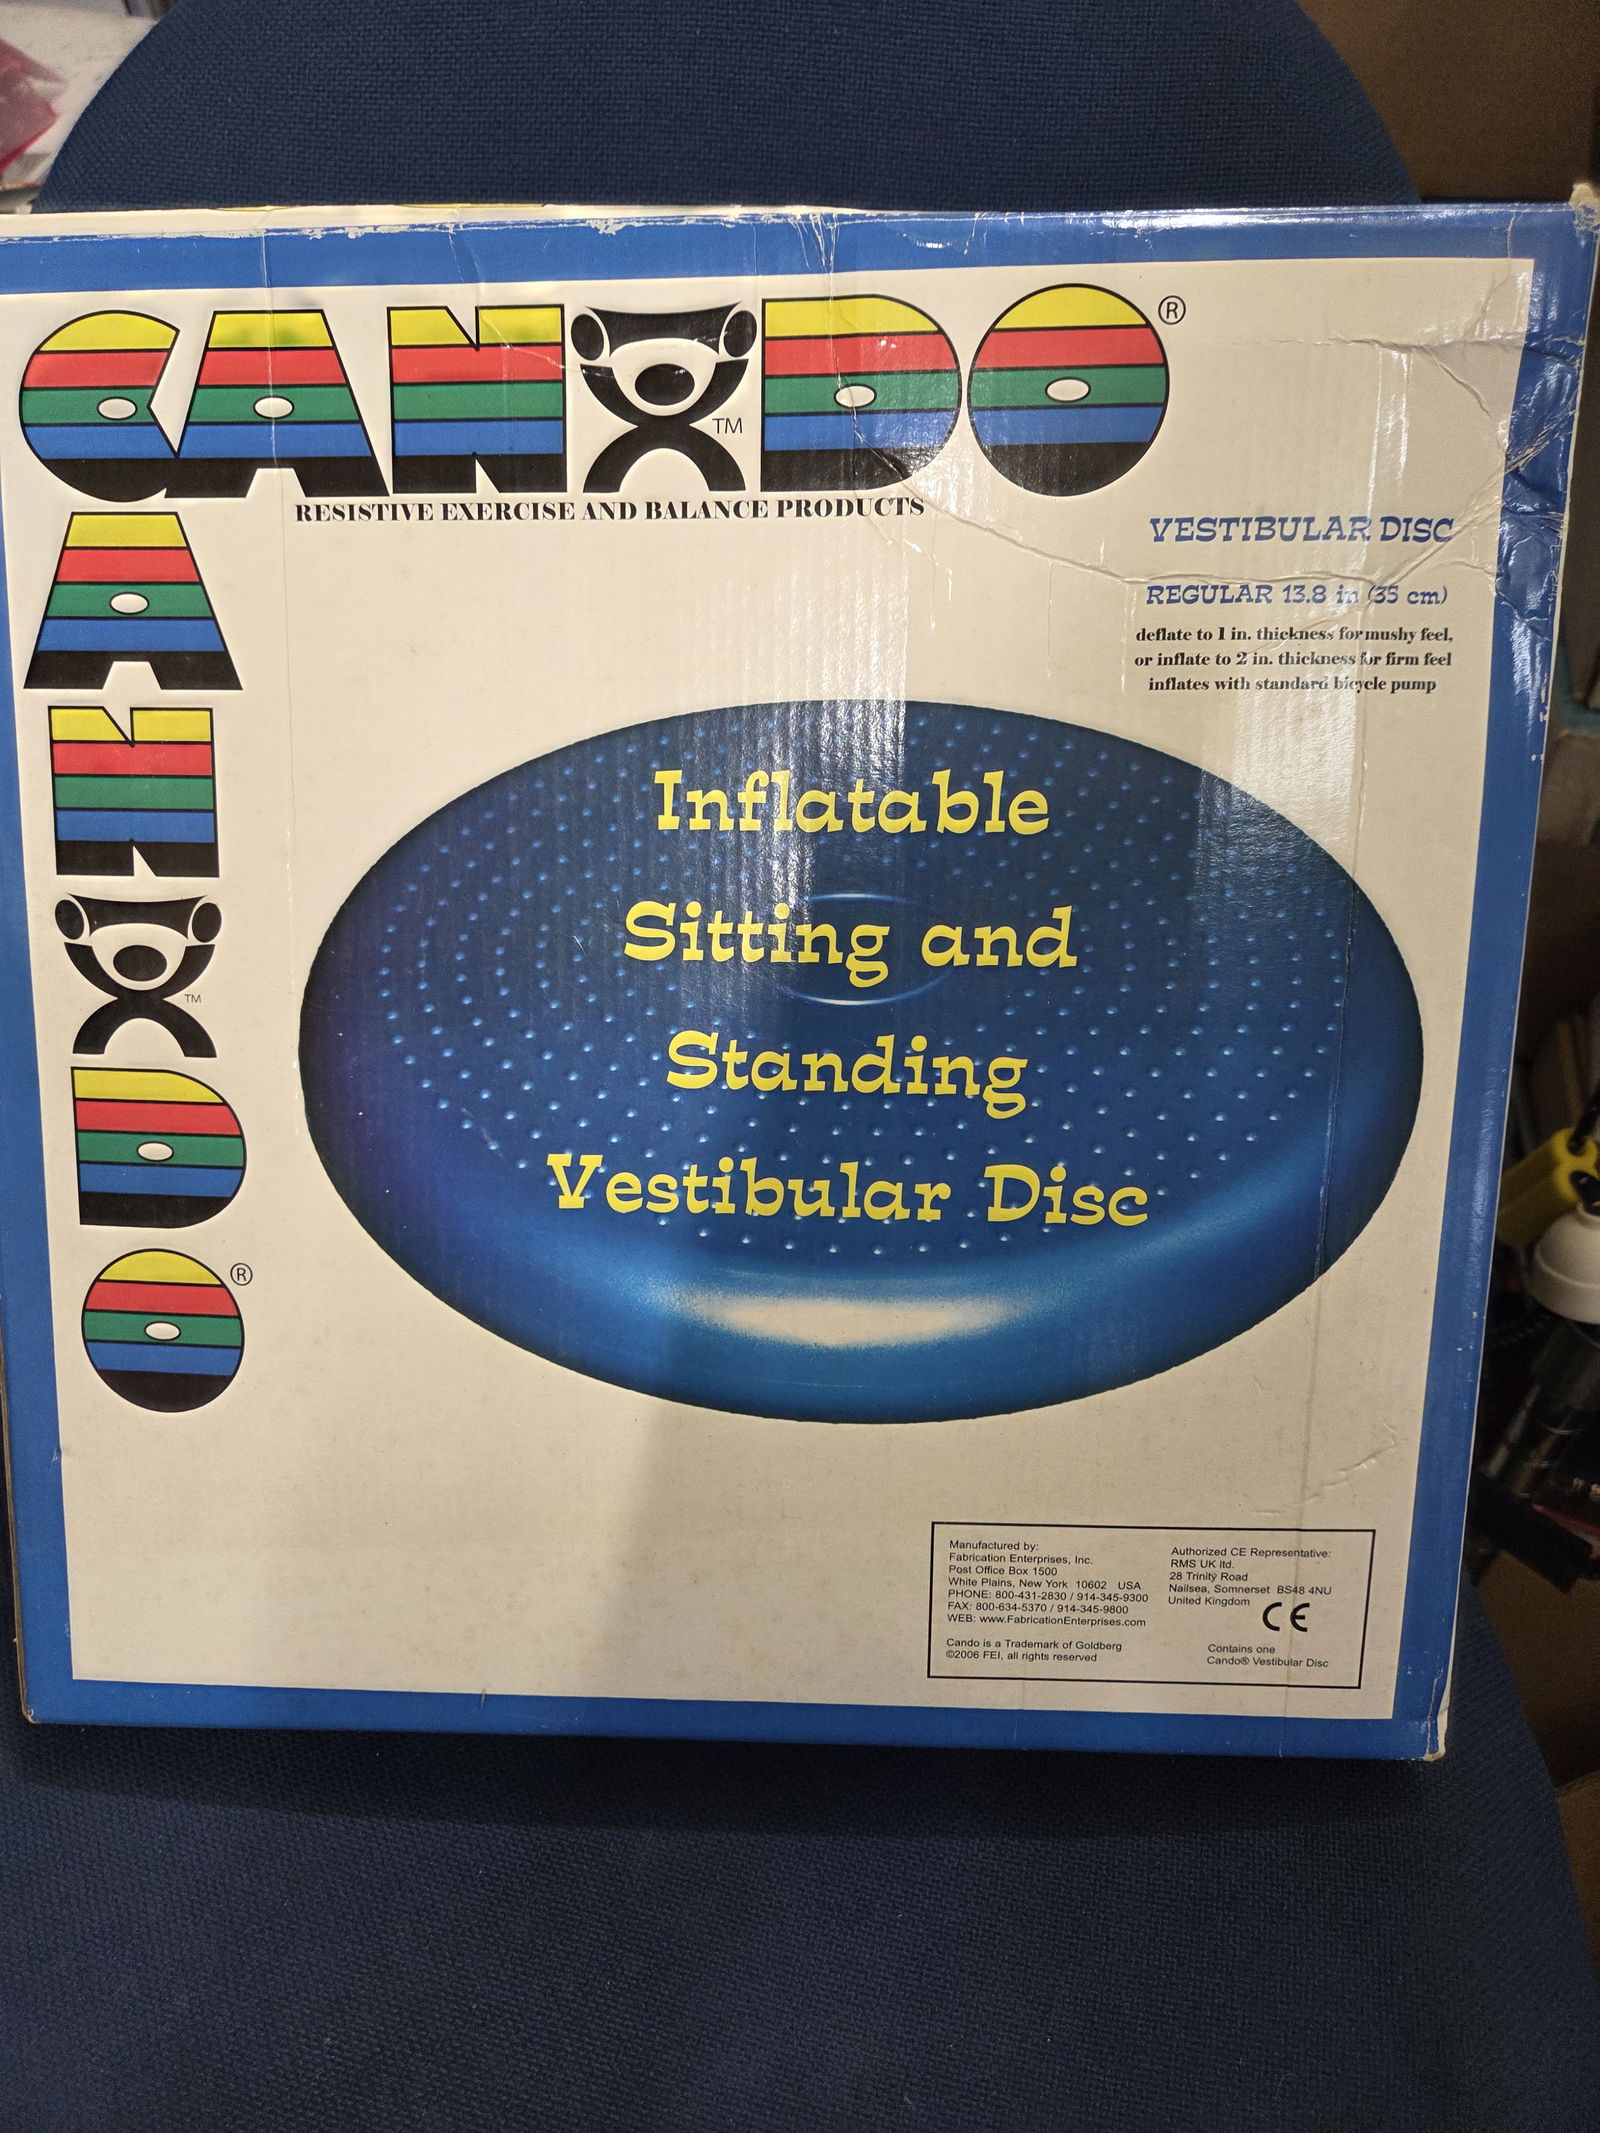 CANDO®
TM
RESISTIVE EXERCISE AND BALANCE PRODUCTS
VESTIBULAR DISC
REGULAR 13.8 in (35 cm)
deflate to 1 in. thickness for mushy feel,
or inflate to 2 in. thickness for firm feel
inflates with standard bicycle pump
A
N
TM
D
O®
Inflatable
Sitting and
Standing
Vestibular Disc
Manufactured by:
Fabrication Enterprises, Inc.
Post Office Box 1500
White Plains, New York 10602 USA
PHONE: 800-431-2830 / 914-345-9300
FAX: 800-634-5370 / 914-345-9800
WEB: www.FabricationEnterprises.com
Cando is a Trademark of Goldberg
©2006 FEI, all rights reserved
Authorized CE Representative:
RMS UK ltd.
28 Trinity Road
Nailsea, Somnerset BS48 4NU
United Kingdom
CE
Contains one
Cando® Vestibular Disc